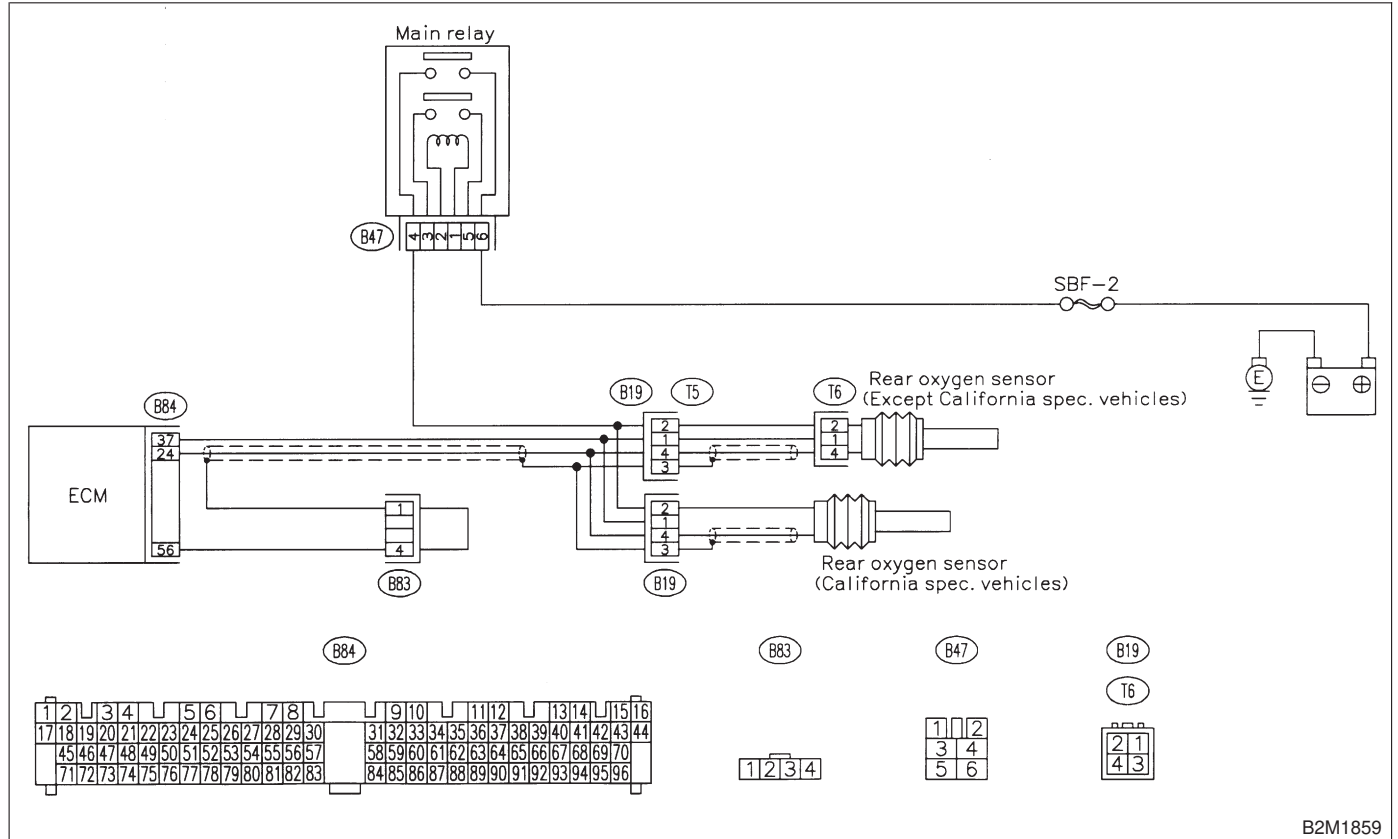 Main relay
B47
4 3 2 1 5 6
SBF-2
E
⊖ ⊕
B84
B19 T5 T6
Rear oxygen sensor
(Except California spec. vehicles)
37
24
56
ECM
2
1
4
3
2
1
4
1
4
B83
2
1
4
3
B19
Rear oxygen sensor
(California spec. vehicles)
B84
1 2 3 4 5 6 7 8 9 10 11 12 13 14 15 16
17 18 19 20 21 22 23 24 25 26 27 28 29 30 31 32 33 34 35 36 37 38 39 40 41 42 43 44
45 46 47 48 49 50 51 52 53 54 55 56 57 58 59 60 61 62 63 64 65 66 67 68 69 70
71 72 73 74 75 76 77 78 79 80 81 82 83 84 85 86 87 88 89 90 91 92 93 94 95 96
B83
1 2 3 4
B47
1 2
3 4
5 6
B19
T6
2 1
4 3
B2M1859